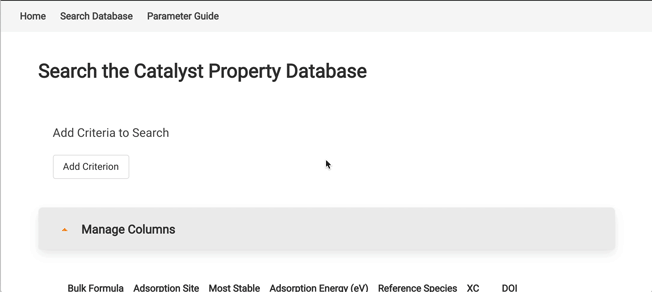 Home Search Database Parameter Guide
Search the Catalyst Property Database
Add Criteria to Search
Add Criterion
Manage Columns
Bulk Formula Adsorption Site Most Stable Adsorption Energy (eV) Reference Species XC DOI